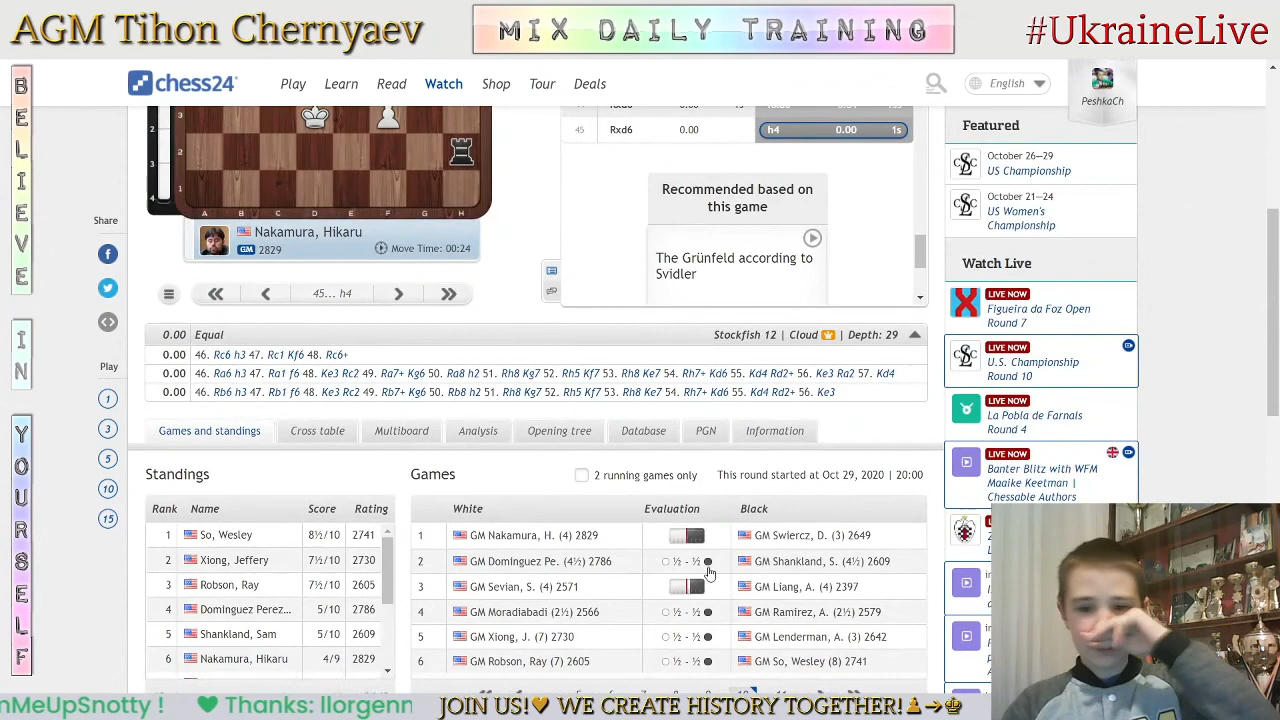 AGM Tihon Chernyaev
MIX DAILY TRAINING
#UkraineLive
BELIEVE
IN
YOURSELF
chess24
Play Learn Read Watch Shop Tour Deals
English
PeshkaCh
Share
Play
1
3
5
10
15
3
2
1
A B C D E F G H
2
3
4
Nakamura, Hikaru
GM 2829
Move Time: 00:24
45... h4
45 Rxd6 0.00 h4 0.00 1s
Recommended based on
this game
The Grünfeld according to
Svidler
0.00 Equal Stockfish 12 | Cloud | Depth: 29
0.00 46. Rc6 h3 47. Rc1 Kf6 48. Rc6+
0.00 46. Ra6 h3 47. Ra1 f6 48. Ke3 Rc2 49. Ra7+ Kg6 50. Ra8 h2 51. Rh8 Kg7 52. Rh5 Kf7 53. Rh8 Ke7 54. Rh7+ Kd6 55. Kd4 Rd2+ 56. Ke3 Ra2 57. Kd4
0.00 46. Rb6 h3 47. Rb1 f6 48. Ke3 Rc2 49. Rb7+ Kg6 50. Rb8 h2 51. Rh8 Kg7 52. Rh5 Kf7 53. Rh8 Ke7 54. Rh7+ Kd6 55. Kd4 Rd2+ 56. Ke3
Games and standings Cross table Multiboard Analysis Opening tree Database PGN Information
Standings
Rank Name Score Rating
1 So, Wesley 8½/10 2741
2 Xiong, Jeffery 7½/10 2730
3 Robson, Ray 7½/10 2605
4 Dominguez Perez... 5/10 2786
5 Shankland, Sam 5/10 2609
6 Nakamura, Hikaru 4/9 2829
Games 2 running games only This round started at Oct 29, 2020 | 20:00
White Evaluation Black
1 GM Nakamura, H. (4) 2829 GM Swiercz, D. (3) 2649
2 GM Dominguez Pe. (4½) 2786 ½ - ½ GM Shankland, S. (4½) 2609
3 GM Sevian, S. (4) 2571 GM Liang, A. (4) 2397
4 GM Moradiabadi (2½) 2566 ½ - ½ GM Ramirez, A. (2½) 2579
5 GM Xiong, J. (7) 2730 ½ - ½ GM Lenderman, A. (3) 2642
6 GM Robson, Ray (7) 2605 ½ - ½ GM So, Wesley (8) 2741
Featured
October 26—29
US Championship
October 21—24
US Women's
Championship
Watch Live
LIVE NOW
Figueira da Foz Open
Round 7
LIVE NOW
U.S. Championship
Round 10
LIVE NOW
La Pobla de Farnals
Round 4
LIVE NOW
Banter Blitz with WFM
Maaike Keetman |
Chessable Authors
mMeUpSnotty ! Thanks: llorgenn
JOIN US! WE CREATE HISTORY TOGETHER!